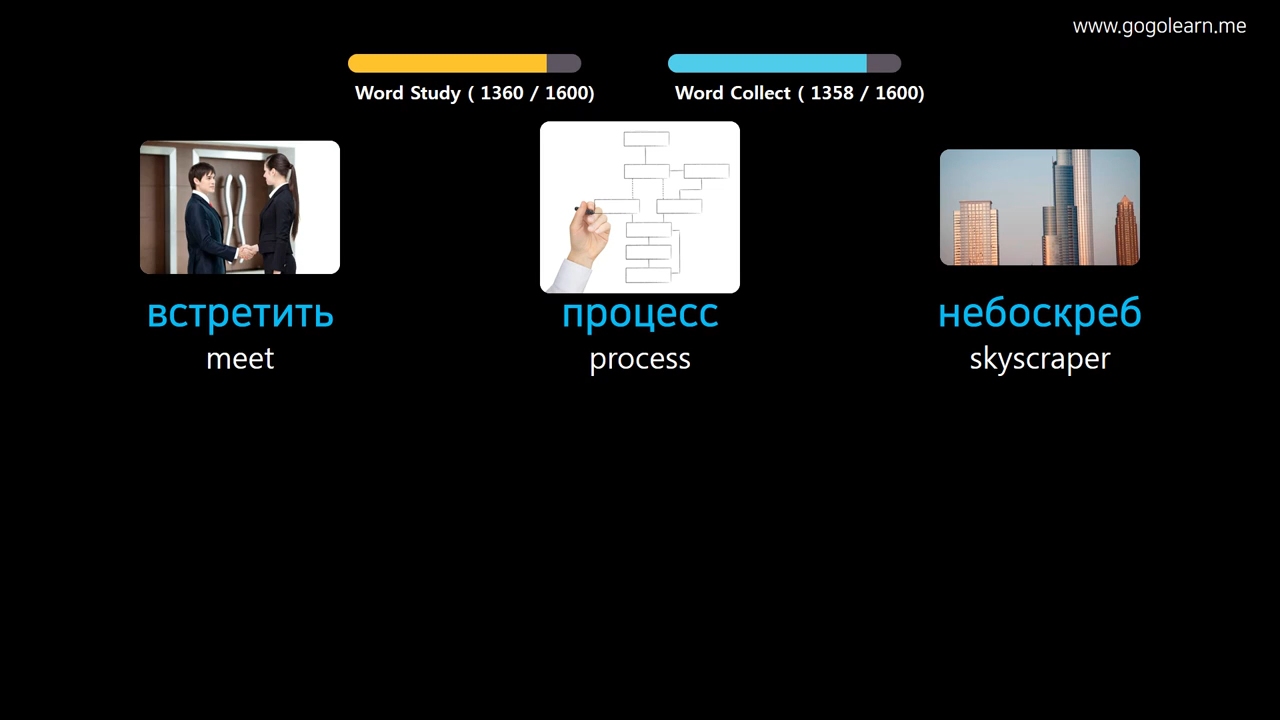 www.gogolearn.me
Word Study ( 1360 / 1600)
Word Collect ( 1358 / 1600)
встретить
meet
процесс
process
небоскреб
skyscraper